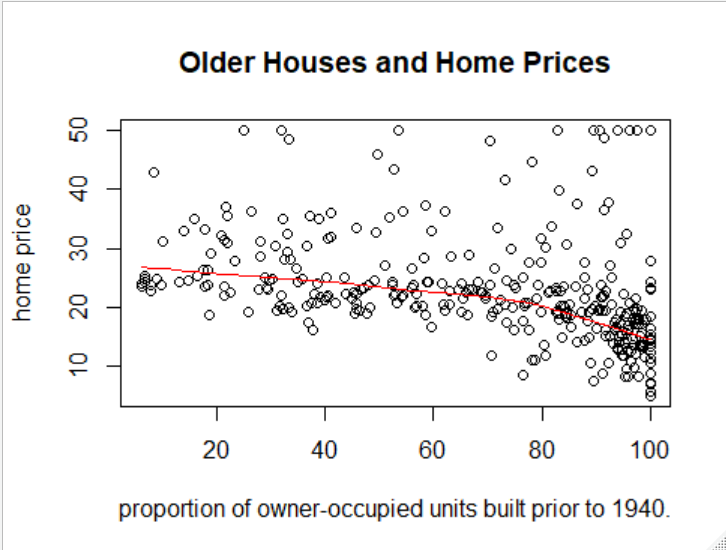 Older Houses and Home Prices
home price
50
40
30
20
10
20 40 60 80 100
proportion of owner-occupied units built prior to 1940.